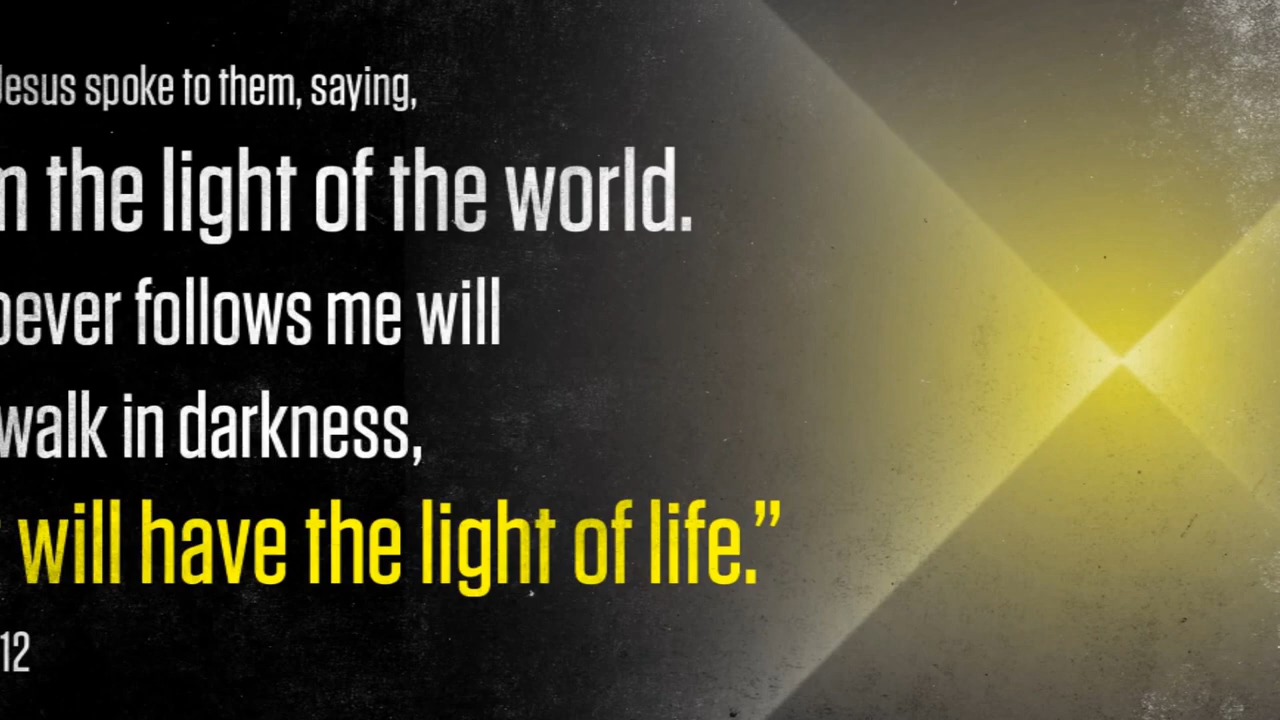 Jesus spoke to them, saying,
m the light of the world.
oever follows me will
walk in darkness,
will have the light of life.”
12